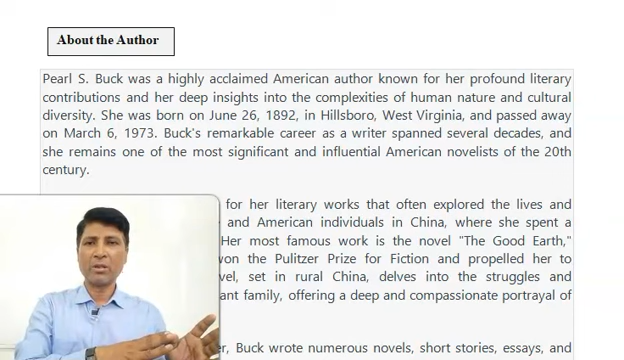 About the Author
Pearl S. Buck was a highly acclaimed American author known for her profound literary
contributions and her deep insights into the complexities of human nature and cultural
diversity. She was born on June 26, 1892, in Hillsboro, West Virginia, and passed away
on March 6, 1973. Buck's remarkable career as a writer spanned several decades, and
she remains one of the most significant and influential American novelists of the 20th
century.
for her literary works that often explored the lives and
and American individuals in China, where she spent a
Her most famous work is the novel "The Good Earth,"
won the Pulitzer Prize for Fiction and propelled her to
set in rural China, delves into the struggles and
family, offering a deep and compassionate portrayal of
Buck wrote numerous novels, short stories, essays, and